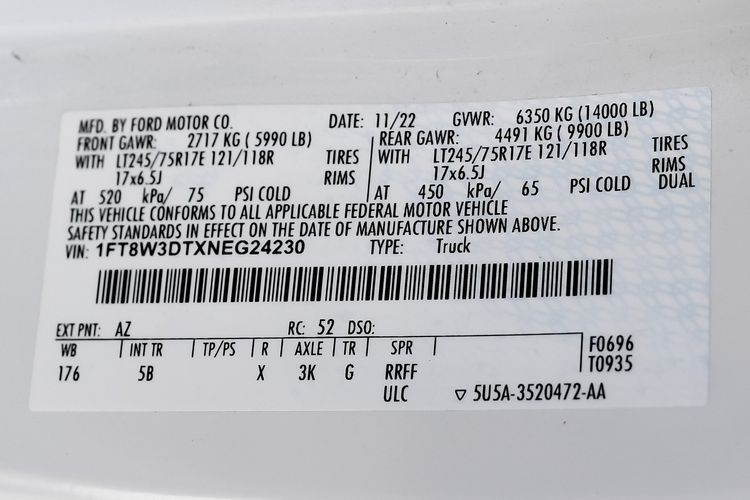 MFD. BY FORD MOTOR CO. DATE: 11/22 GVWR: 6350 KG (14000 LB)
FRONT GAWR: 2717 KG ( 5990 LB) REAR GAWR: 4491 KG ( 9900 LB)
WITH LT245/75R17E 121/118R TIRES WITH LT245/75R17E 121/118R TIRES
17x6.5J RIMS 17x6.5J RIMS
AT 520 kPa/ 75 PSI COLD AT 450 kPa/ 65 PSI COLD DUAL
THIS VEHICLE CONFORMS TO ALL APPLICABLE FEDERAL MOTOR VEHICLE
SAFETY STANDARDS IN EFFECT ON THE DATE OF MANUFACTURE SHOWN ABOVE.
VIN: 1FT8W3DTXNEG24230 TYPE: Truck
EXT PNT: AZ RC: 52 DSO:
WB INT TR TP/PS R AXLE TR SPR F0696
176 5B X 3K G RRFF T0935
ULC ▽ 5U5A-3520472-AA